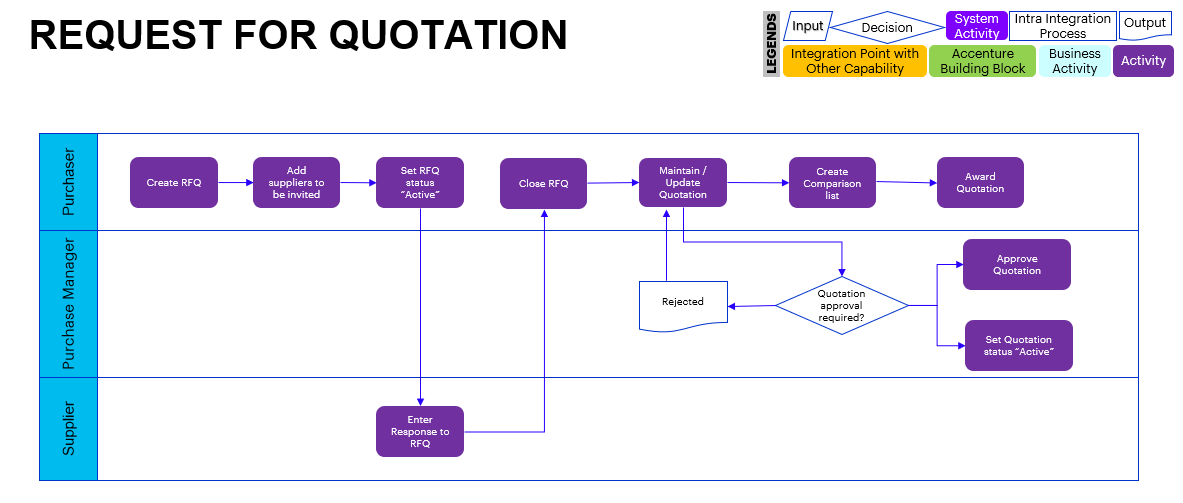 REQUEST FOR QUOTATION
LEGENDS
Input
Decision
System
Activity
Intra Integration
Process
Output
Integration Point with
Other Capability
Accenture
Building Block
Business
Activity
Activity
Purchaser
Create RFQ
Add
suppliers to
be invited
Set RFQ
status
“Active”
Close RFQ
Maintain /
Update
Quotation
Create
Comparison
list
Award
Quotation
Purchase Manager
Rejected
Quotation
approval
required?
Approve
Quotation
Set Quotation
status “Active”
Supplier
Enter
Response to
RFQ